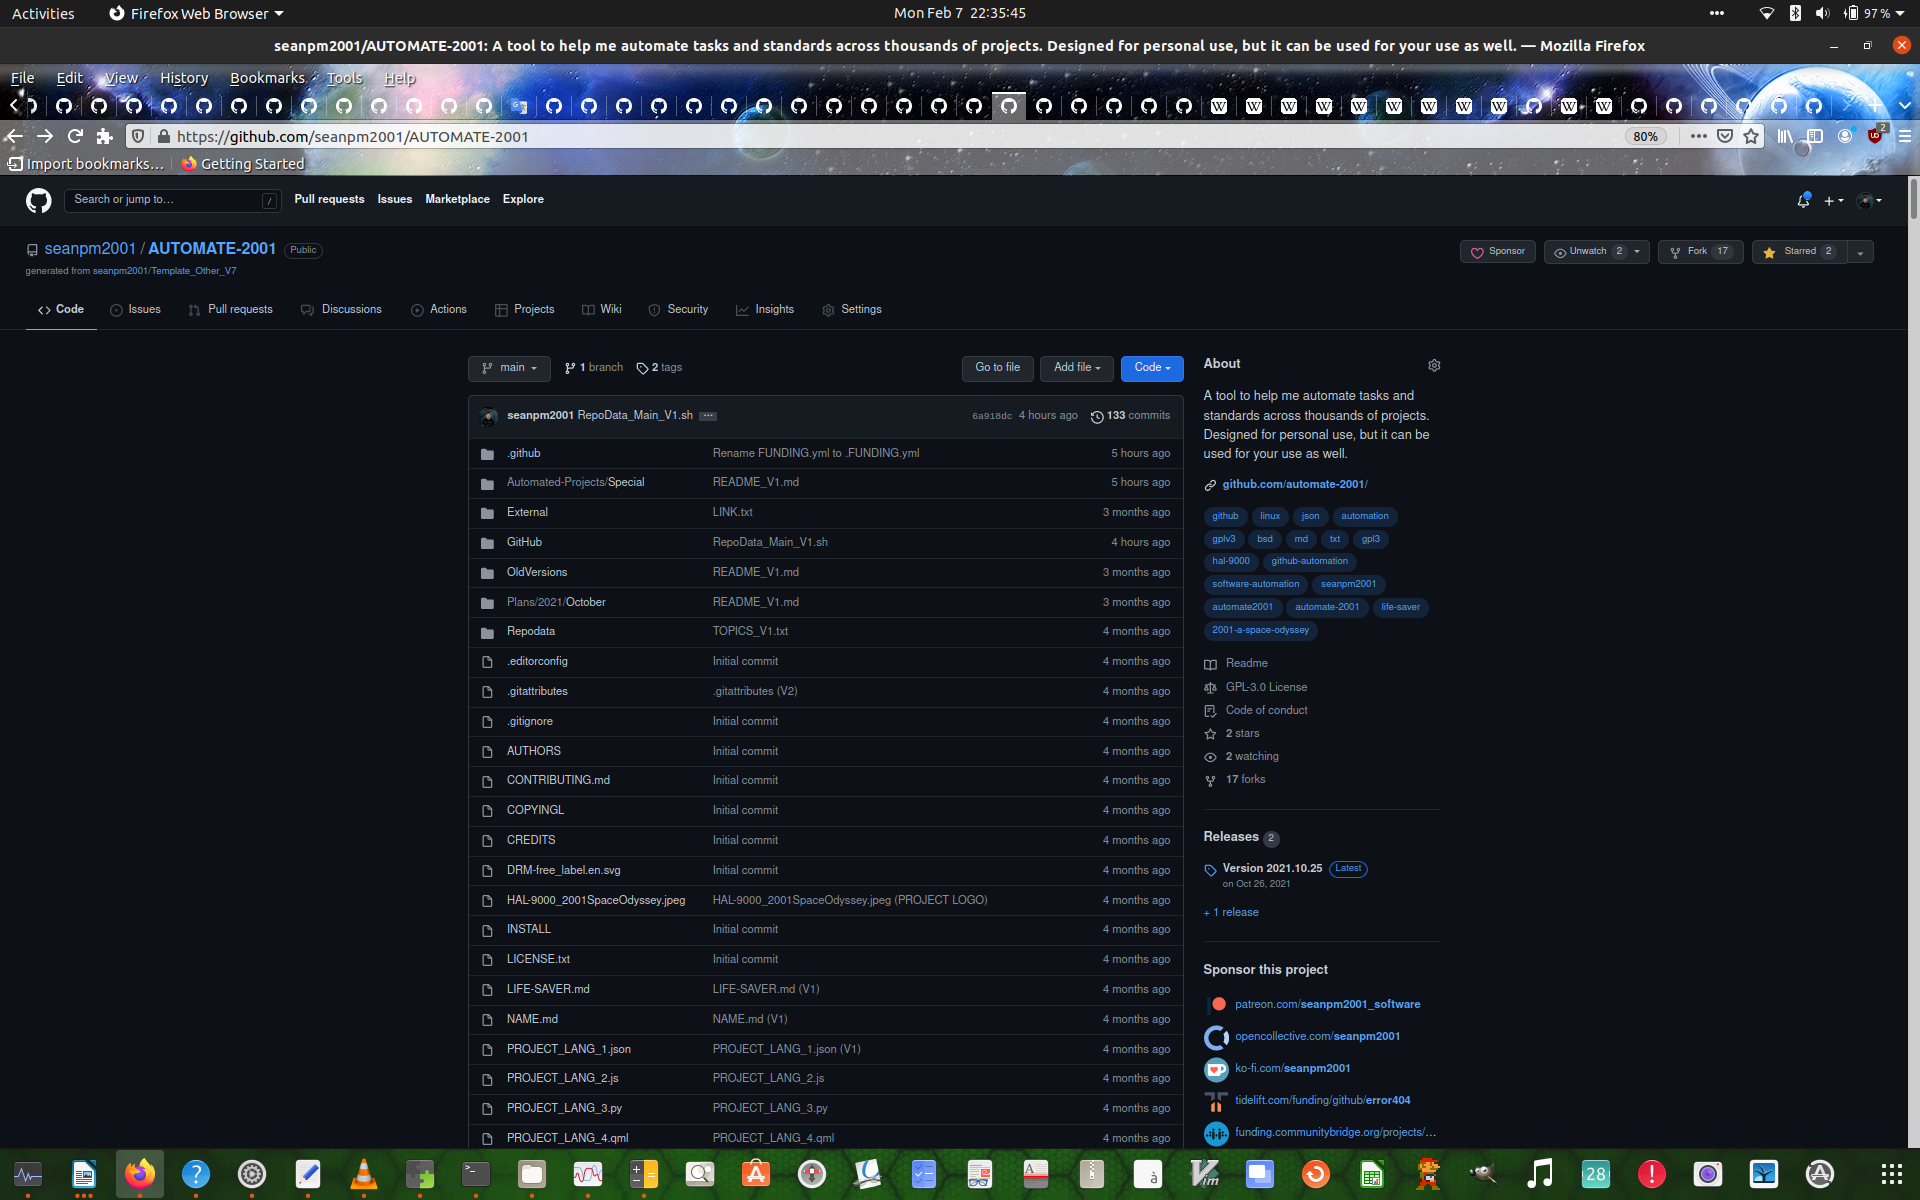 Activities
Firefox Web Browser
Mon Feb 7  22:35:45
97 %
seanpm2001/AUTOMATE-2001: A tool to help me automate tasks and standards across thousands of projects. Designed for personal use, but it can be used for your use as well. — Mozilla Firefox
File Edit View History Bookmarks Tools Help
https://github.com/seanpm2001/AUTOMATE-2001
80%
2
Import bookmarks…
Getting Started
Search or jump to…
/
Pull requests Issues Marketplace Explore
seanpm2001 / AUTOMATE-2001 Public
generated from seanpm2001/Template_Other_V7
Sponsor
Unwatch 2
Fork 17
Starred 2
Code Issues Pull requests Discussions Actions Projects Wiki Security Insights Settings
main
1 branch
2 tags
Go to file
Add file
Code
seanpm2001 RepoData_Main_V1.sh
6a918dc 4 hours ago
133 commits
.github Rename FUNDING.yml to .FUNDING.yml 5 hours ago
Automated-Projects/Special README_V1.md 5 hours ago
External LINK.txt 3 months ago
GitHub RepoData_Main_V1.sh 4 hours ago
OldVersions README_V1.md 3 months ago
Plans/2021/October README_V1.md 3 months ago
Repodata TOPICS_V1.txt 4 months ago
.editorconfig Initial commit 4 months ago
.gitattributes .gitattributes (V2) 4 months ago
.gitignore Initial commit 4 months ago
AUTHORS Initial commit 4 months ago
CONTRIBUTING.md Initial commit 4 months ago
COPYINGL Initial commit 4 months ago
CREDITS Initial commit 4 months ago
DRM-free_label.en.svg Initial commit 4 months ago
HAL-9000_2001SpaceOdyssey.jpeg HAL-9000_2001SpaceOdyssey.jpeg (PROJECT LOGO) 4 months ago
INSTALL Initial commit 4 months ago
LICENSE.txt Initial commit 4 months ago
LIFE-SAVER.md LIFE-SAVER.md (V1) 4 months ago
NAME.md NAME.md (V1) 4 months ago
PROJECT_LANG_1.json PROJECT_LANG_1.json (V1) 4 months ago
PROJECT_LANG_2.js PROJECT_LANG_2.js 4 months ago
PROJECT_LANG_3.py PROJECT_LANG_3.py 4 months ago
PROJECT_LANG_4.qml PROJECT_LANG_4.qml 4 months ago
About
A tool to help me automate tasks and
standards across thousands of projects.
Designed for personal use, but it can be
used for your use as well.
github.com/automate-2001/
github linux json automation
gplv3 bsd md txt gpl3
hal-9000 github-automation
software-automation seanpm2001
automate2001 automate-2001 life-saver
2001-a-space-odyssey
Readme
GPL-3.0 License
Code of conduct
2 stars
2 watching
17 forks
Releases 2
Version 2021.10.25 Latest
on Oct 26, 2021
+ 1 release
Sponsor this project
patreon.com/seanpm2001_software
opencollective.com/seanpm2001
ko-fi.com/seanpm2001
tidelift.com/funding/github/error404
funding.communitybridge.org/projects/…
28